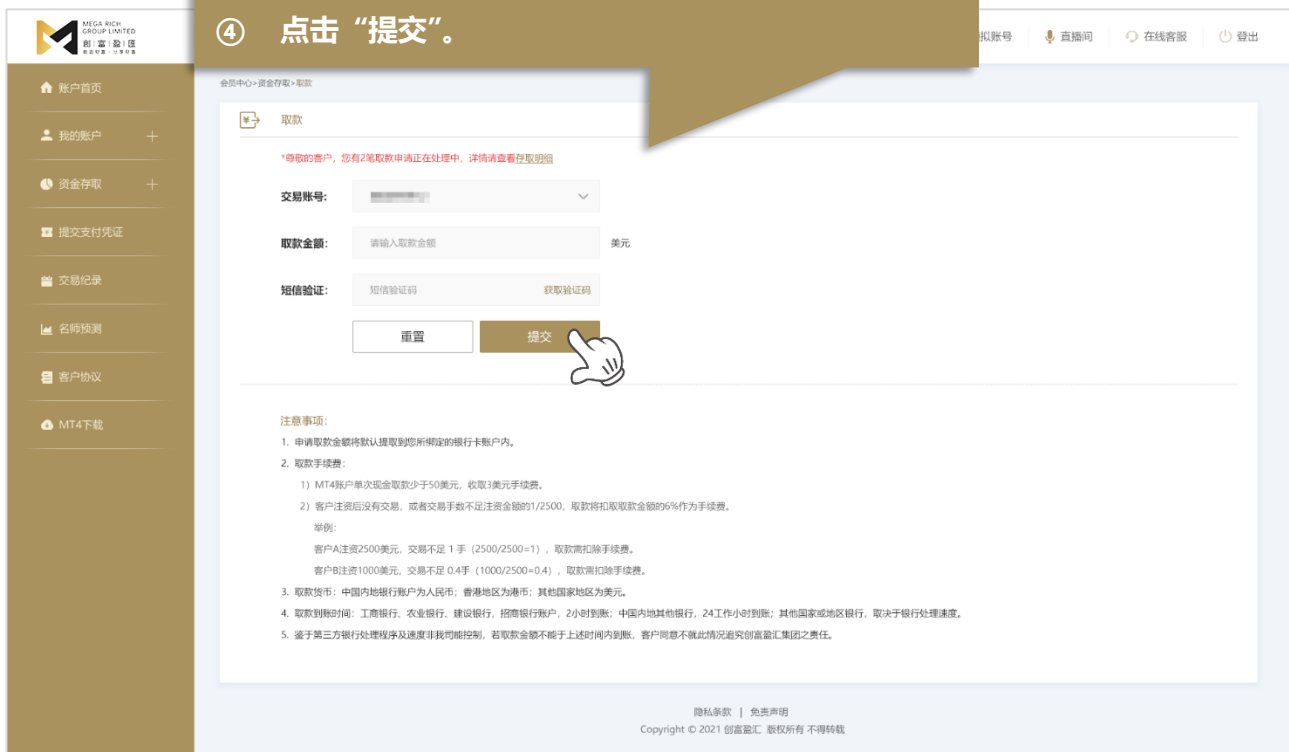 MEGA RICH
GROUP LIMITED
創|富|盈|匯
④ 点击“提交”。
拟账号
直播间
在线客服
登出
账户首页
我的账户
资金存取
提交支付凭证
交易纪录
名师预测
客户协议
MT4下载
会员中心>资金存取>取款
取款
*尊敬的客户，您有2笔取款申请正在处理中，详情请查看存取明细
交易账号：
取款金额： 请输入取款金额 美元
短信验证： 短信验证码 获取验证码
重置 提交
注意事项：
1. 申请取款金额将默认提取到您所绑定的银行卡账户内。
2. 取款手续费：
1）MT4账户单次现金取款少于50美元，收取3美元手续费。
2）客户注资后没有交易，或者交易手数不足注资金额的1/2500，取款将扣取取款金额的6%作为手续费。
举例：
客户A注资2500美元，交易不足 1 手（2500/2500=1），取款需扣除手续费。
客户B注资1000美元，交易不足 0.4手（1000/2500=0.4），取款需扣除手续费。
3. 取款货币：中国内地银行账户为人民币；香港地区为港币；其他国家地区为美元。
4. 取款到账时间：工商银行、农业银行、建设银行，招商银行账户，2小时到账；中国内地其他银行，24工作小时到账；其他国家或地区银行，取决于银行处理速度。
5. 鉴于第三方银行处理程序及速度非我司能控制，若取款金额不能于上述时间内到账，客户同意不就此情况追究创富盈汇集团之责任。
隐私条款 | 免责声明
Copyright © 2021 创富盈汇 版权所有 不得转载